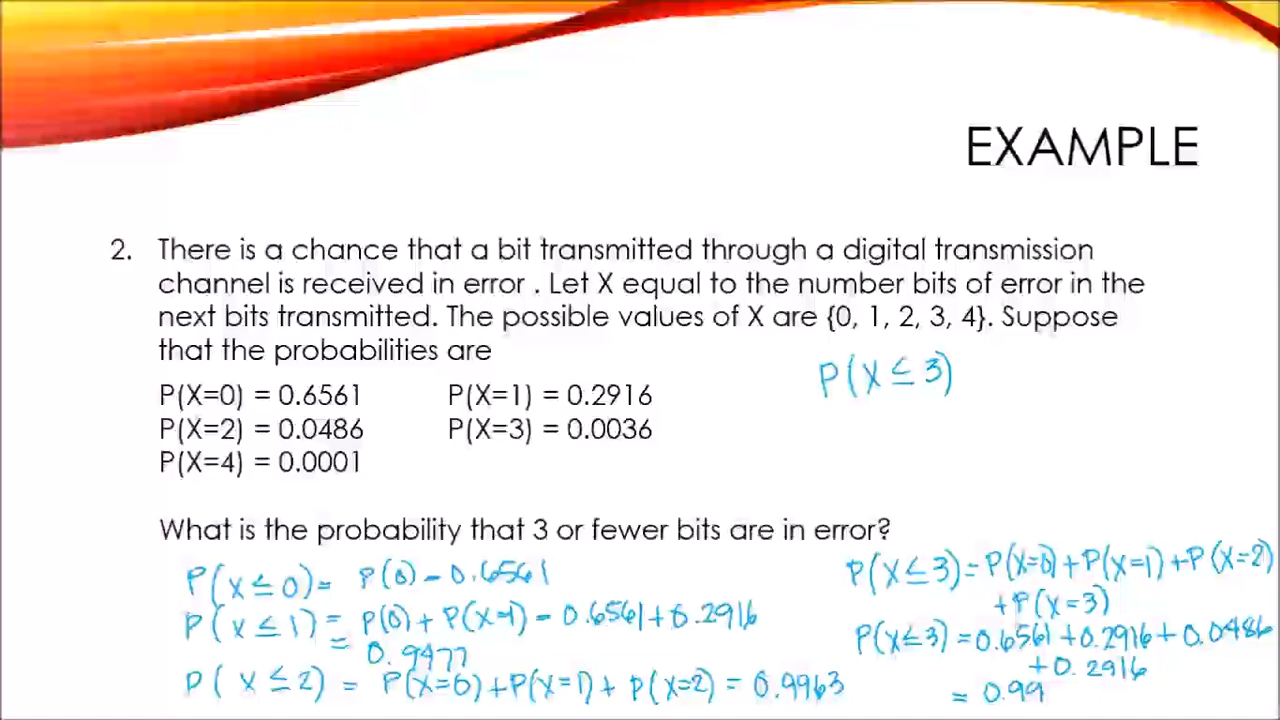 EXAMPLE
2. There is a chance that a bit transmitted through a digital transmission
channel is received in error . Let X equal to the number bits of error in the
next bits transmitted. The possible values of X are {0, 1, 2, 3, 4}. Suppose
that the probabilities are
P(X ≤ 3)
P(X=0) = 0.6561 P(X=1) = 0.2916
P(X=2) = 0.0486 P(X=3) = 0.0036
P(X=4) = 0.0001
What is the probability that 3 or fewer bits are in error?
P(X ≤ 0) = P(0) - 0.6561
P(X ≤ 1) = P(0) + P(X=1) - 0.6561 + 0.2916
= 0.9477
P(X ≤ 2) = P(X=0) + P(X=1) + P(X=2) = 0.9963
P(X ≤ 3) = P(X=0) + P(X=1) + P(X=2)
+ P(X=3)
P(X ≤ 3) = 0.6561 + 0.2916 + 0.0486
+ 0.2916
= 0.99